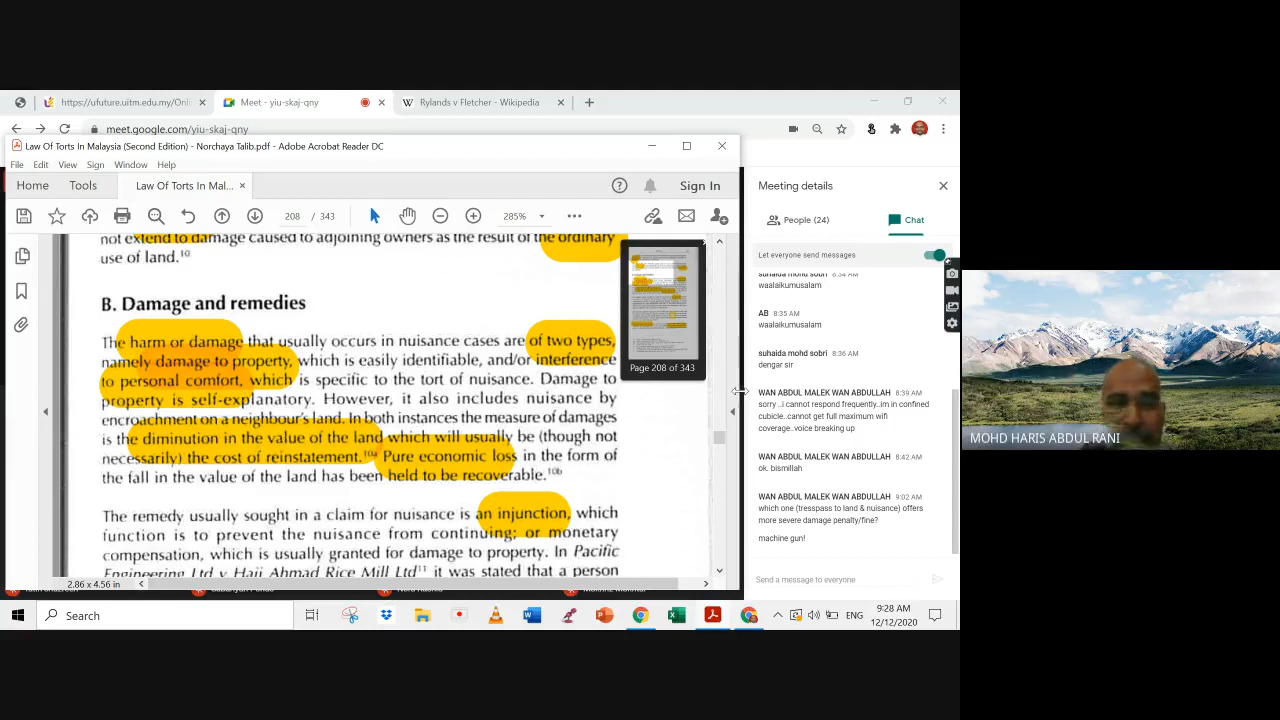 https://ufuture.uitm.edu.my/Onli
Meet - yiu-skaj-qny
Rylands v Fletcher - Wikipedia
meet.google.com/yiu-skaj-qny
Law Of Torts In Malaysia (Second Edition) - Norchaya Talib.pdf - Adobe Acrobat Reader DC
File Edit View Sign Window Help
Home Tools Law Of Torts In Mal... Sign In
208 / 343 285%
not extend to damage caused to adjoining owners as the result of the ordinary
use of land.10
B. Damage and remedies
The harm or damage that usually occurs in nuisance cases are of two types,
namely damage to property, which is easily identifiable, and/or interference
to personal comfort, which is specific to the tort of nuisance. Damage to
property is self-explanatory. However, it also includes nuisance by
encroachment on a neighbour's land. In both instances the measure of damages
is the diminution in the value of the land which will usually be (though not
necessarily) the cost of reinstatement.10a Pure economic loss in the form of
the fall in the value of the land has been held to be recoverable.10b
The remedy usually sought in a claim for nuisance is an injunction, which
function is to prevent the nuisance from continuing; or monetary
compensation, which is usually granted for damage to property. In Pacific
Engineering Ltd v Haji Ahmad Rice Mill Ltd11 it was stated that a person
Page 208 of 343
2.86 x 4.56 in
Meeting details
People (24)
Chat
Let everyone send messages
suhaida mohd sobri 8:34 AM
waalaikumusalam
AB 8:35 AM
waalaikumusalam
suhaida mohd sobri 8:36 AM
dengar sir
WAN ABDUL MALEK WAN ABDULLAH 8:39 AM
sorry ..i cannot respond frequently..im in confined
cubicle..cannot get full maximum wifi
coverage..voice breaking up
WAN ABDUL MALEK WAN ABDULLAH 8:42 AM
ok. bismillah
WAN ABDUL MALEK WAN ABDULLAH 9:02 AM
which one (tresspass to land & nuisance) offers
more severe damage penalty/fine?
machine gun!
Send a message to everyone
Search
ENG
9:28 AM
12/12/2020
MOHD HARIS ABDUL RANI